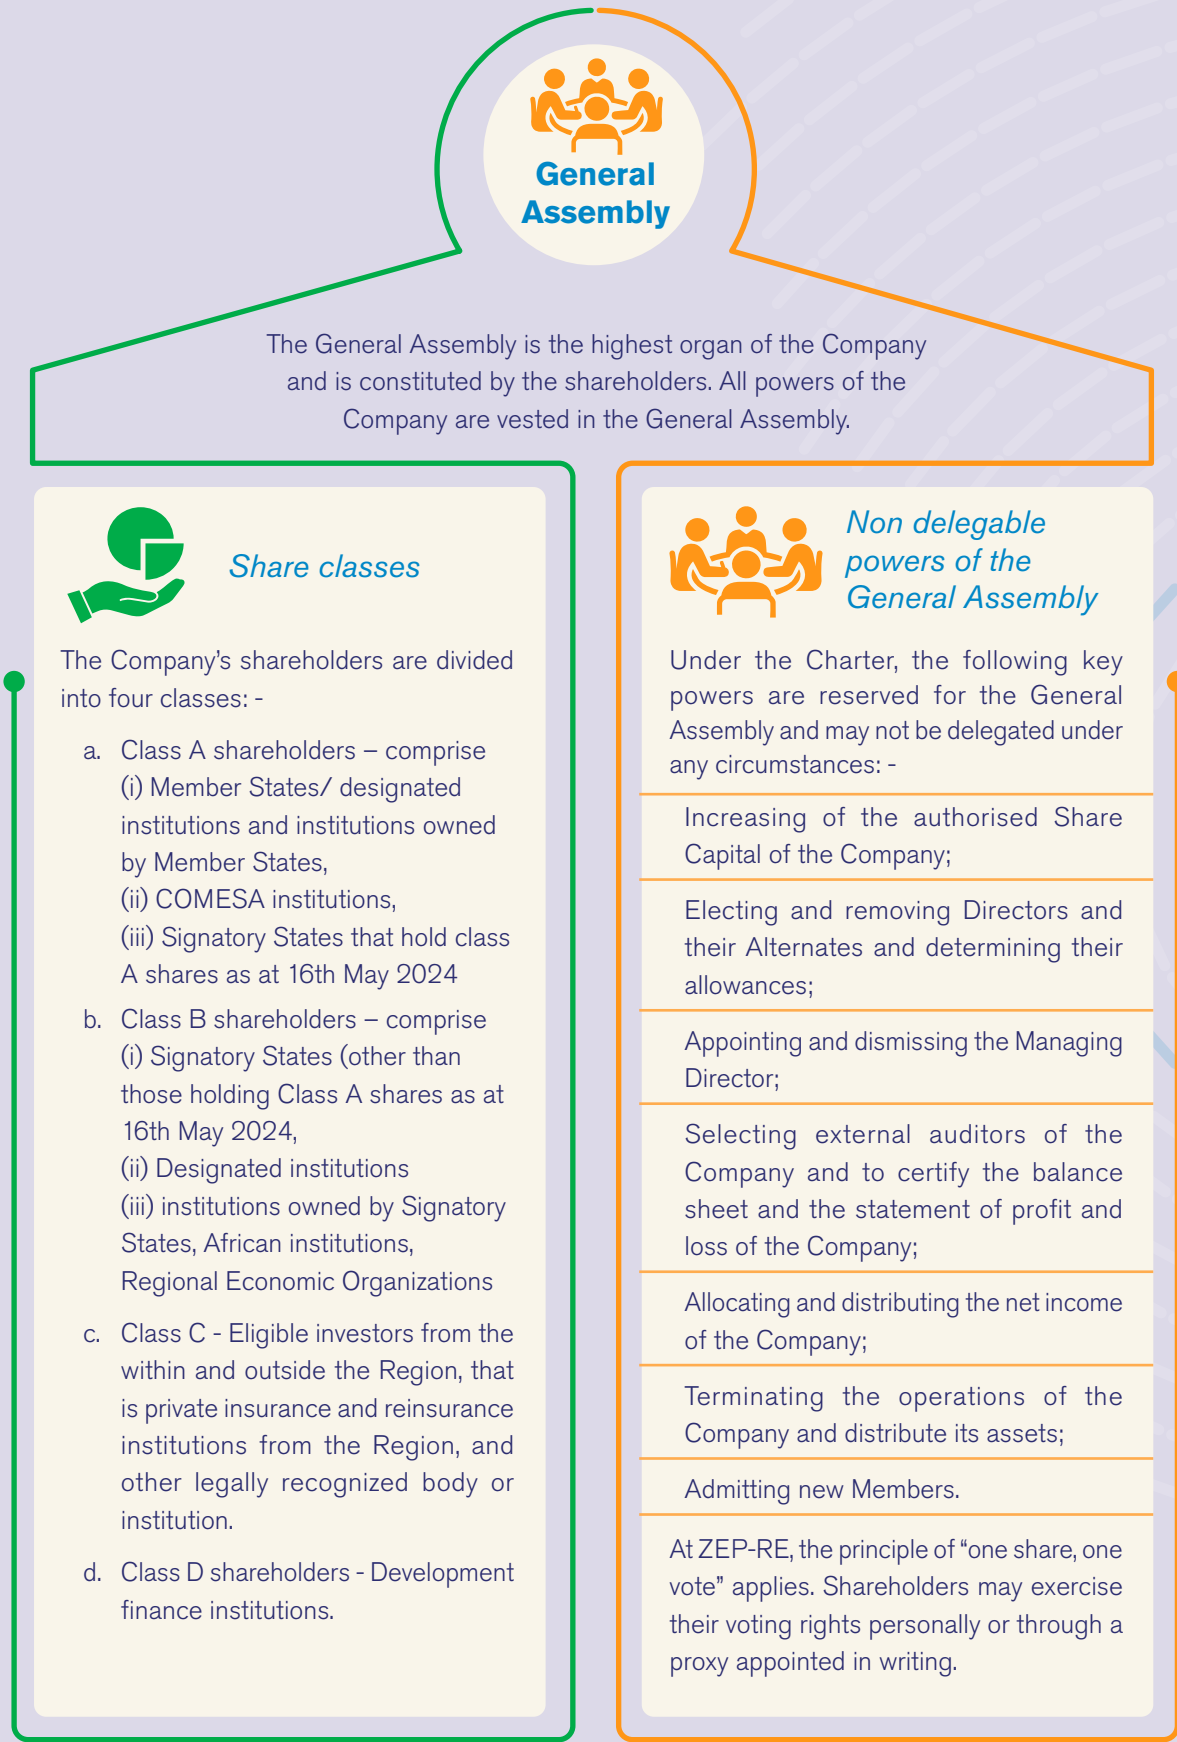 General
Assembly
The General Assembly is the highest organ of the Company
and is constituted by the shareholders. All powers of the
Company are vested in the General Assembly.
Share classes
The Company's shareholders are divided
into four classes: -
a. Class A shareholders – comprise
(i) Member States/ designated
institutions and institutions owned
by Member States,
(ii) COMESA institutions,
(iii) Signatory States that hold class
A shares as at 16th May 2024
b. Class B shareholders – comprise
(i) Signatory States (other than
those holding Class A shares as at
16th May 2024,
(ii) Designated institutions
(iii) institutions owned by Signatory
States, African institutions,
Regional Economic Organizations
c. Class C - Eligible investors from the
within and outside the Region, that
is private insurance and reinsurance
institutions from the Region, and
other legally recognized body or
institution.
d. Class D shareholders - Development
finance institutions.
Non delegable
powers of the
General Assembly
Under the Charter, the following key
powers are reserved for the General
Assembly and may not be delegated under
any circumstances: -
Increasing of the authorised Share
Capital of the Company;
Electing and removing Directors and
their Alternates and determining their
allowances;
Appointing and dismissing the Managing
Director;
Selecting external auditors of the
Company and to certify the balance
sheet and the statement of profit and
loss of the Company;
Allocating and distributing the net income
of the Company;
Terminating the operations of the
Company and distribute its assets;
Admitting new Members.
At ZEP-RE, the principle of “one share, one
vote” applies. Shareholders may exercise
their voting rights personally or through a
proxy appointed in writing.